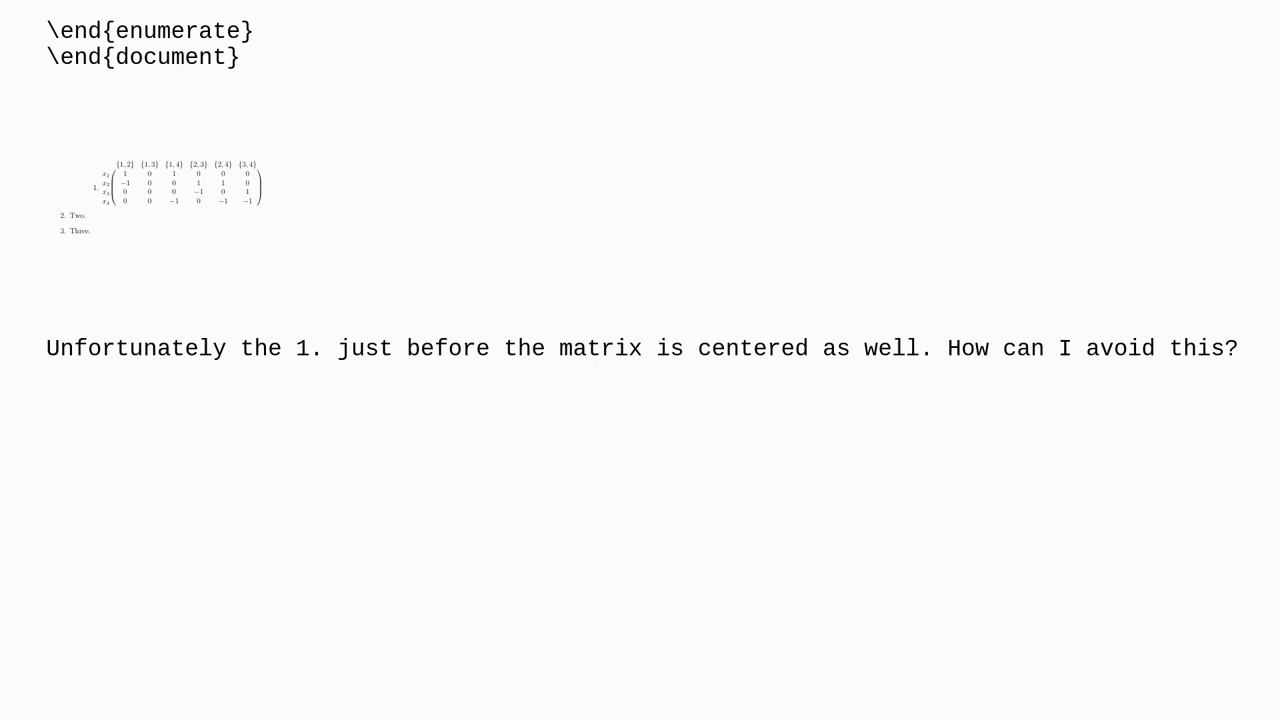 \end{enumerate}
\end{document}
{1, 2} {1, 3} {1, 4} {2, 3} {2, 4} {3, 4}
x1 1 0 1 0 0 0
1. x2 −1 0 0 1 1 0
x3 0 0 0 −1 0 1
x4 0 0 −1 0 −1 −1
2. Two.
3. Three.
Unfortunately the 1. just before the matrix is centered as well. How can I avoid this?